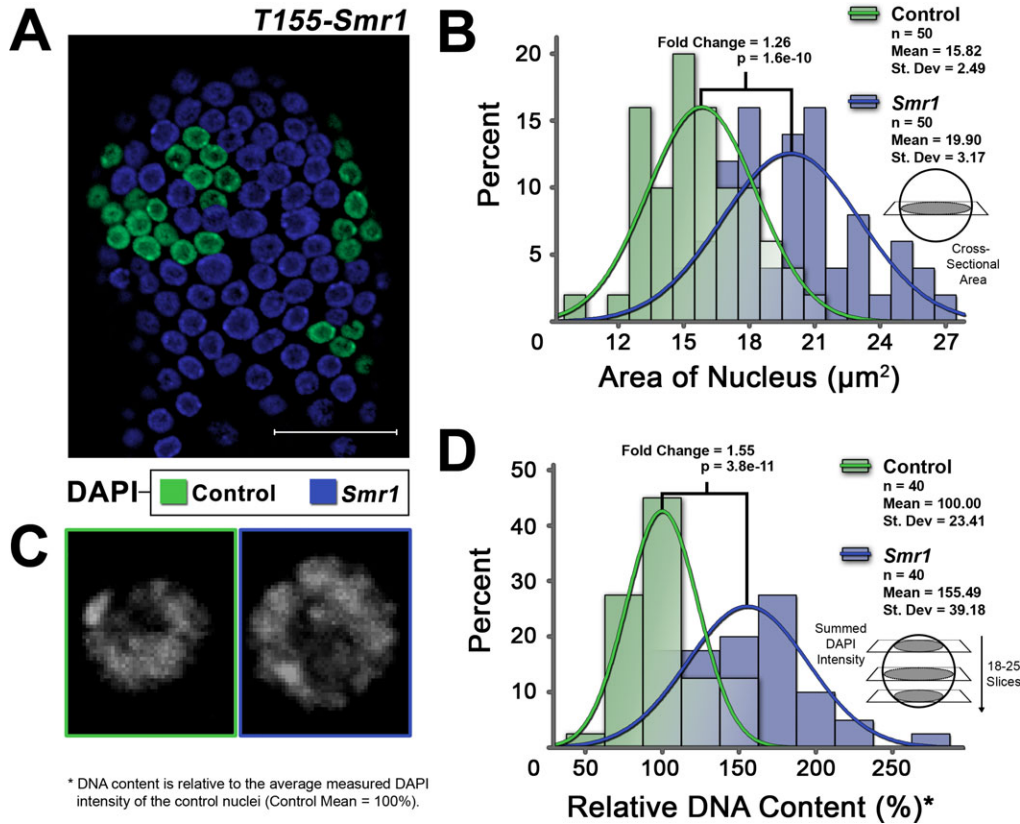 A
T155-Smr1
DAPI
Control
Smr1
B
Fold Change = 1.26
p = 1.6e-10
Control
n = 50
Mean = 15.82
St. Dev = 2.49
Smr1
n = 50
Mean = 19.90
St. Dev = 3.17
Cross-
Sectional
Area
Percent
20
15
10
5
0
12
15
18
21
24
27
Area of Nucleus (µm²)
C
* DNA content is relative to the average measured DAPI
intensity of the control nuclei (Control Mean = 100%).
D
Fold Change = 1.55
p = 3.8e-11
Control
n = 40
Mean = 100.00
St. Dev = 23.41
Smr1
n = 40
Mean = 155.49
St. Dev = 39.18
Summed
DAPI
Intensity
18-25
Slices
Percent
50
40
30
20
10
0
50
100
150
200
250
Relative DNA Content (%)*